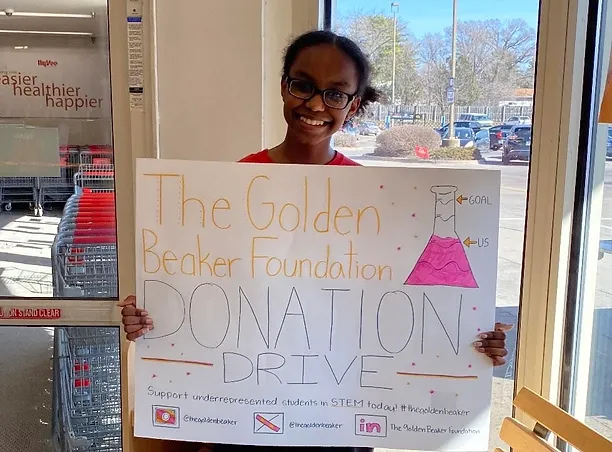 HyVee
easier
healthier
happier
CAUTION STAND CLEAR
The Golden
Beaker Foundation
DONATION
DRIVE
GOAL
US
Support underrepresented students in STEM today! #thegoldenbeaker
@thegoldenbeaker
@thegoldenbeaker
The Golden Beaker Foundation